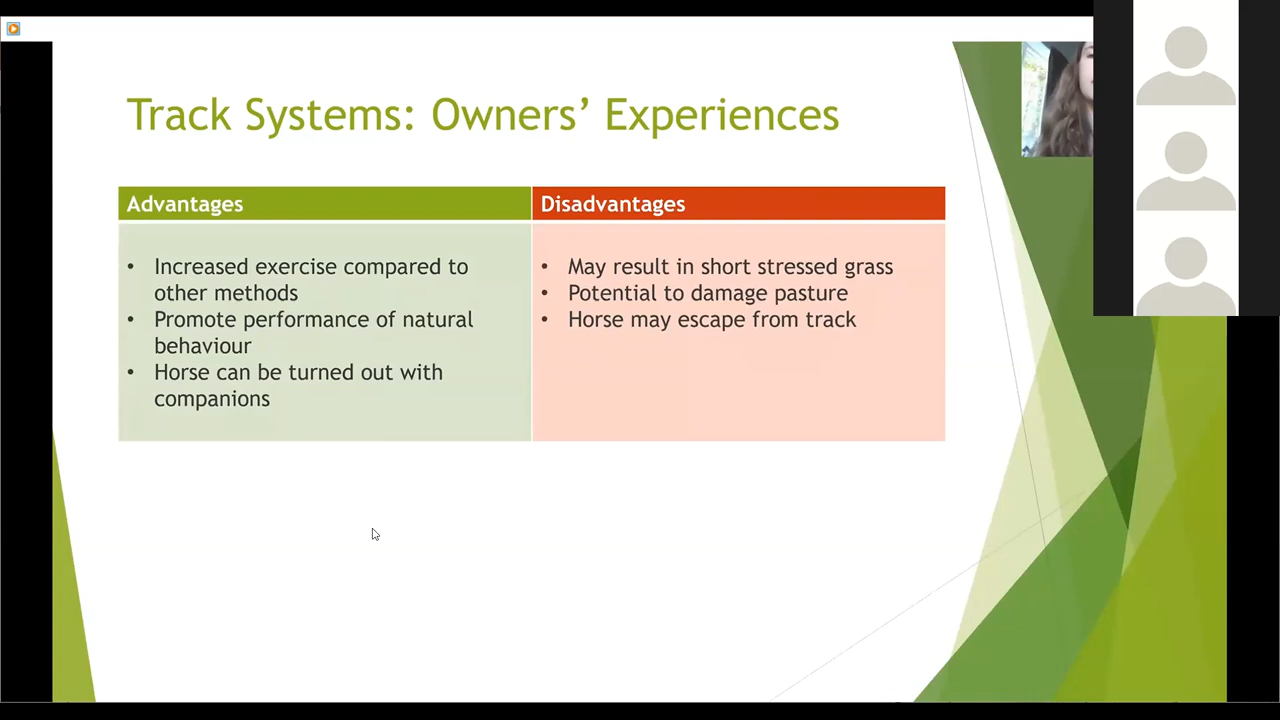 Track Systems: Owners’ Experiences
Advantages
• Increased exercise compared to
other methods
• Promote performance of natural
behaviour
• Horse can be turned out with
companions
Disadvantages
• May result in short stressed grass
• Potential to damage pasture
• Horse may escape from track